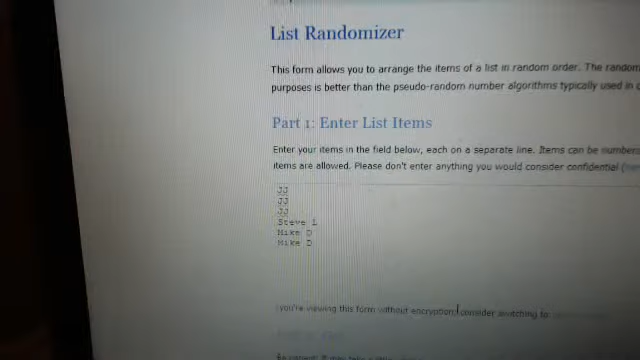 List Randomizer
This form allows you to arrange the items of a list in random order. The random
purposes is better than the pseudo-random number algorithms typically used in
Part 1: Enter List Items
Enter your items in the field below, each on a separate line. Items can be numbers
items are allowed. Please don't enter anything you would consider confidential
JJ
JJ
JJ
Steve L
Mike D
Mike D
you're viewing this form without encryption; consider switching to